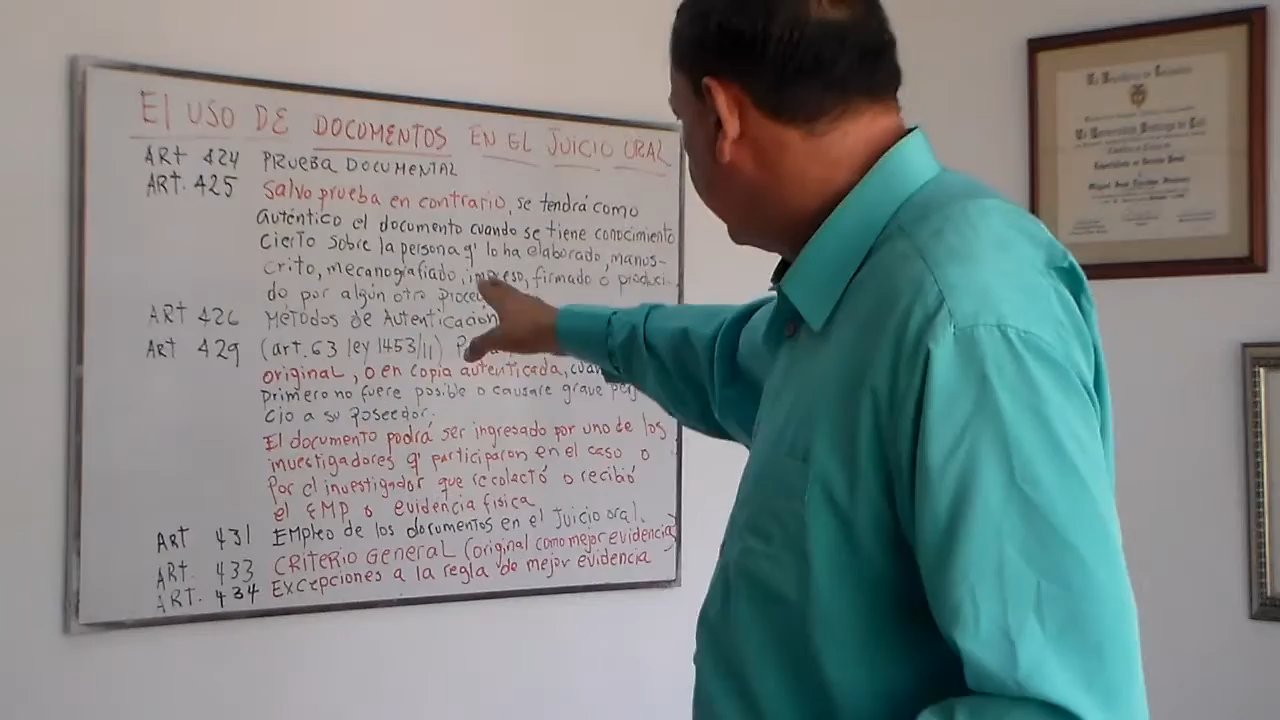 El USO DE DOCUMENTOS EN EL JUICIO ORAL
ARt 424 PRUEBA DOCUMENTAL
ART. 425 Salvo prueba en contrario, se tendrá como
auténtico el documento cuando se tiene conocimiento
cierto sobre la persona q' lo ha elaborado, manus-
crito, mecanografiado, impreso, firmado o produci-
do por algún otro
ART 426 Métodos de Autenticación
ART 429 (art. 63 ley 1453/11)
original, o en copia autenticada,
primero no fuere posible o causare grave
cio a su poseedor.
El documento podrá ser ingresado por uno de los
investigadores q' participaron en el caso o
por el investigador que recolectó o recibió
el EMP o evidencia física
ART 431 EMPleo de los documentos en el juicio oral.
ART. 433 CRITERIO GENERAL (original como mejor evidencia)
ART. 434 Excepciones a la regla de mejor evidencia